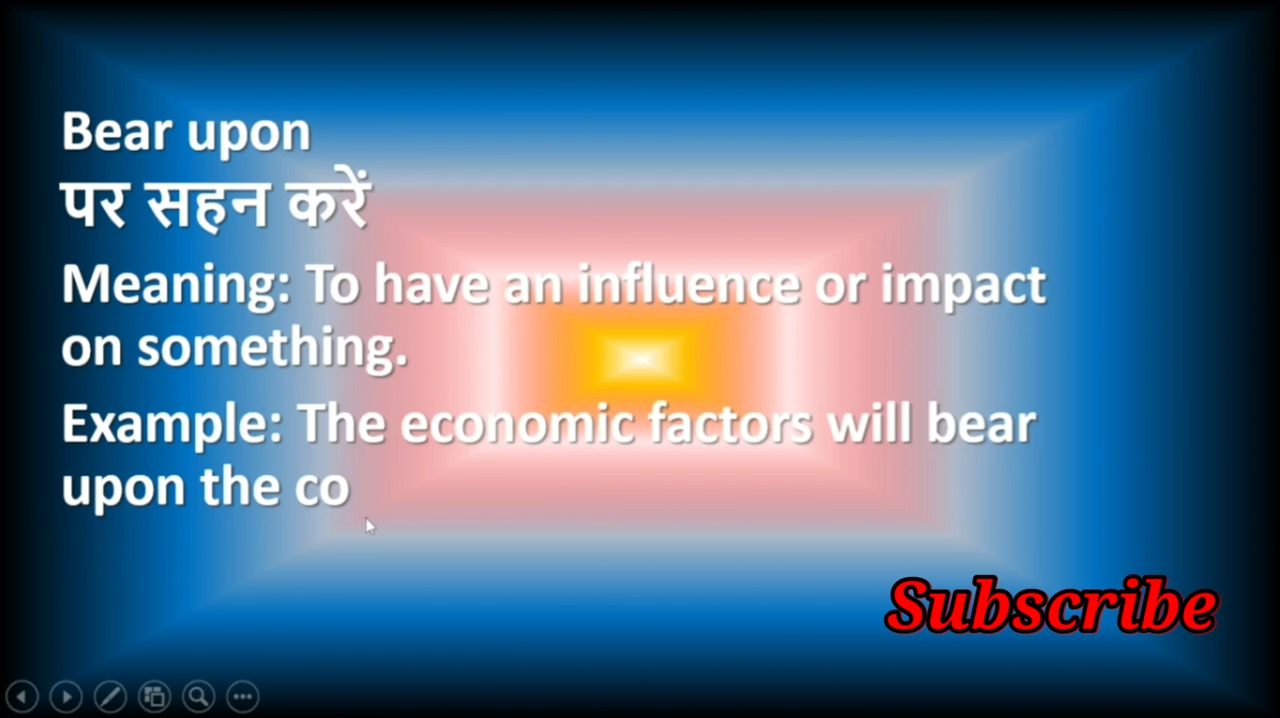 Bear upon
पर सहन करें
Meaning: To have an influence or impact
on something.
Example: The economic factors will bear
upon the co
Subscribe